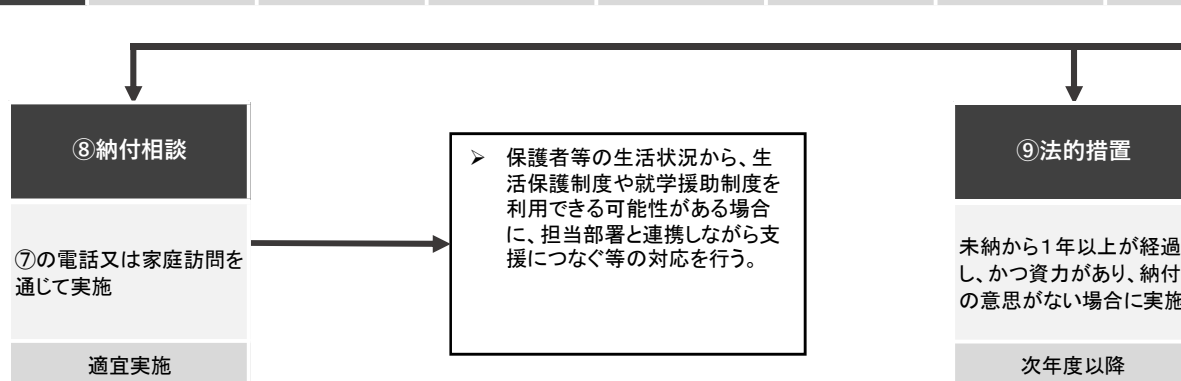 ⑧納付相談
⑦の電話又は家庭訪問を
通じて実施
適宜実施
➢ 保護者等の生活状況から、生
活保護制度や就学援助制度を
利用できる可能性がある場合
に、担当部署と連携しながら支
援につなぐ等の対応を行う。
⑨法的措置
未納から1年以上が経過
し、かつ資力があり、納付
の意思がない場合に実施
次年度以降